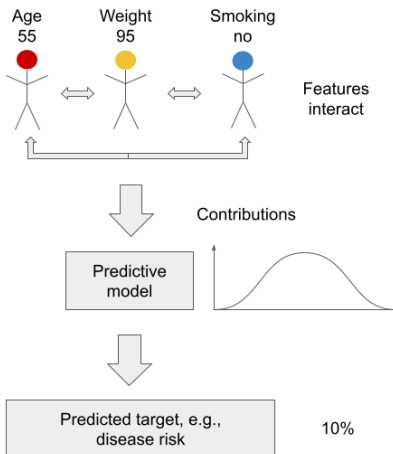 Age Weight Smoking
55 95 no
Features
interact
Contributions
Predictive
model
Predicted target, e.g.,
disease risk
10%